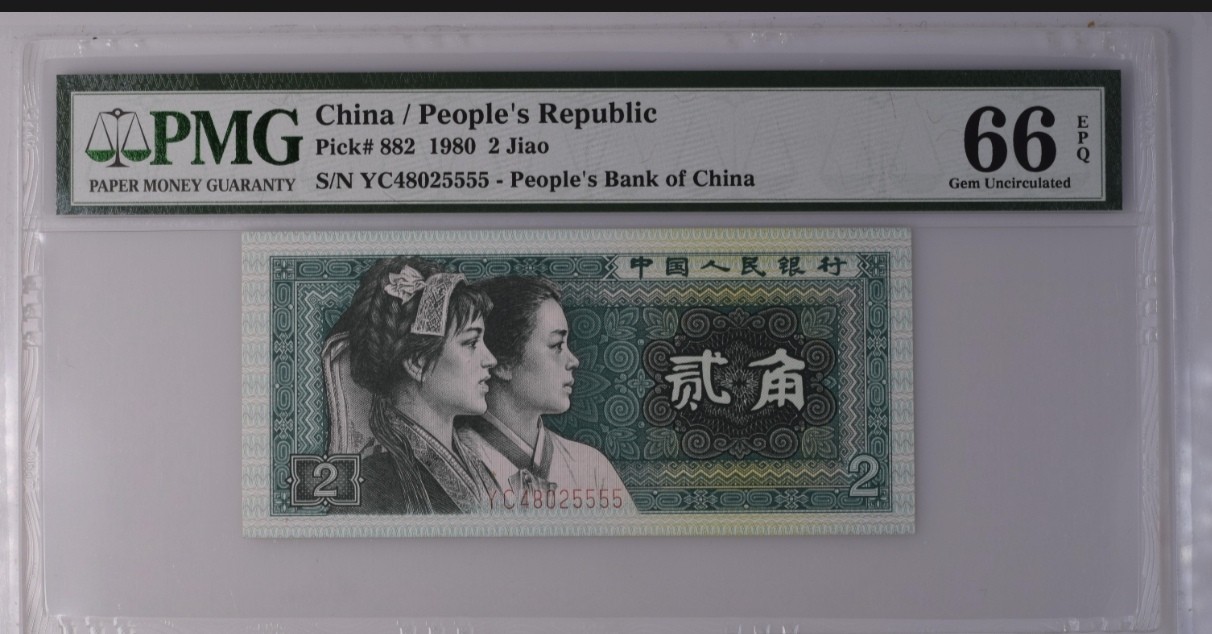 PMG
PAPER MONEY GUARANTY
China / People's Republic
Pick# 882 1980 2 Jiao
S/N YC48025555 - People's Bank of China
66
EPQ
Gem Uncirculated
中国人民银行
贰角
2
2
YC48025555